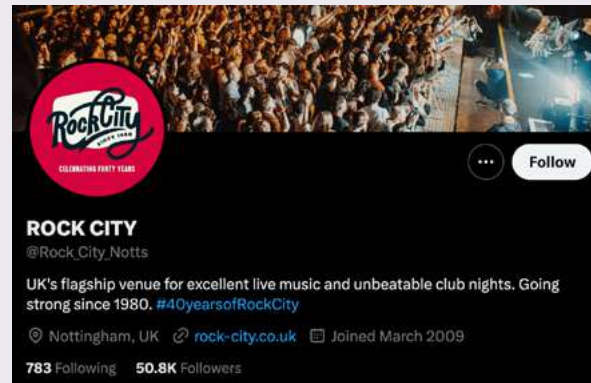 RockCity
SINCE 1980
CELEBRATING FORTY YEARS
Follow
ROCK CITY
@Rock_City_Notts
UK's flagship venue for excellent live music and unbeatable club nights. Going
strong since 1980. #40yearsofRockCity
Nottingham, UK rock-city.co.uk Joined March 2009
783 Following 50.8K Followers